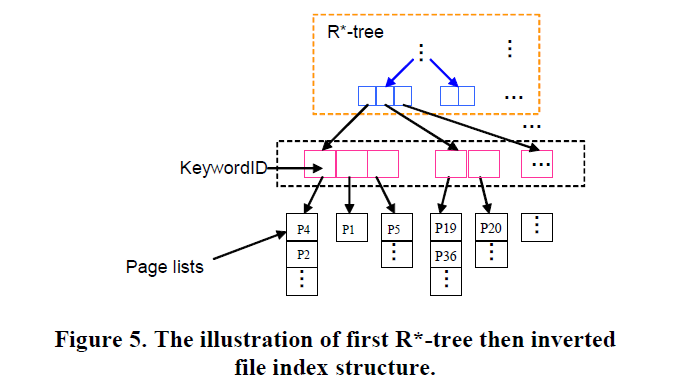 R*-tree
⋮
⋮
...
...
KeywordID
...
P4
P1
P5
P19
P20
⋮
P2
⋮
P36
⋮
Page lists
⋮
⋮
Figure 5. The illustration of first R*-tree then inverted
file index structure.